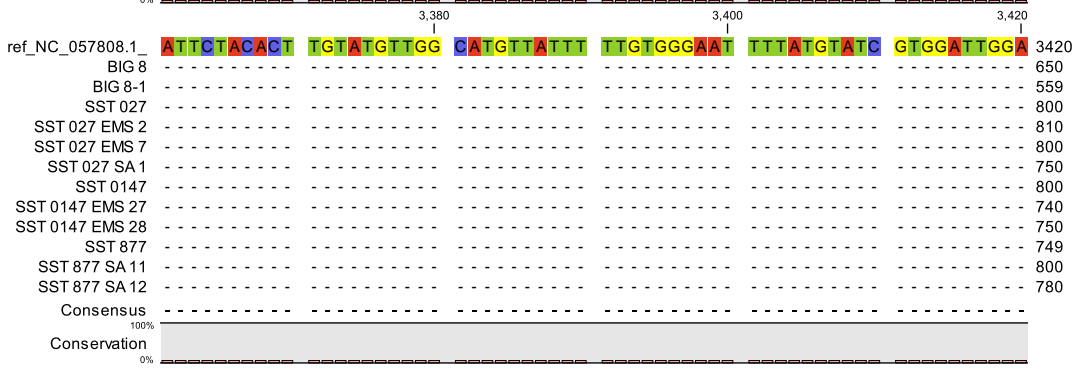 0%
3,380 3,400 3,420
ref_NC_057808.1_ ATTCTACACT TGTATGTTGG CATGTTATTT TTGTGGGAAT TTTATGTATC GTGGATTGGA 3420
BIG 8 ---------- ---------- ---------- ---------- ---------- ---------- 650
BIG 8-1 ---------- ---------- ---------- ---------- ---------- ---------- 559
SST 027 ---------- ---------- ---------- ---------- ---------- ---------- 800
SST 027 EMS 2 ---------- ---------- ---------- ---------- ---------- ---------- 810
SST 027 EMS 7 ---------- ---------- ---------- ---------- ---------- ---------- 800
SST 027 SA 1 ---------- ---------- ---------- ---------- ---------- ---------- 750
SST 0147 ---------- ---------- ---------- ---------- ---------- ---------- 800
SST 0147 EMS 27 ---------- ---------- ---------- ---------- ---------- ---------- 740
SST 0147 EMS 28 ---------- ---------- ---------- ---------- ---------- ---------- 750
SST 877 ---------- ---------- ---------- ---------- ---------- ---------- 749
SST 877 SA 11 ---------- ---------- ---------- ---------- ---------- ---------- 800
SST 877 SA 12 ---------- ---------- ---------- ---------- ---------- ---------- 780
Consensus ---------- ---------- ---------- ---------- ---------- ----------
100%
Conservation
0%